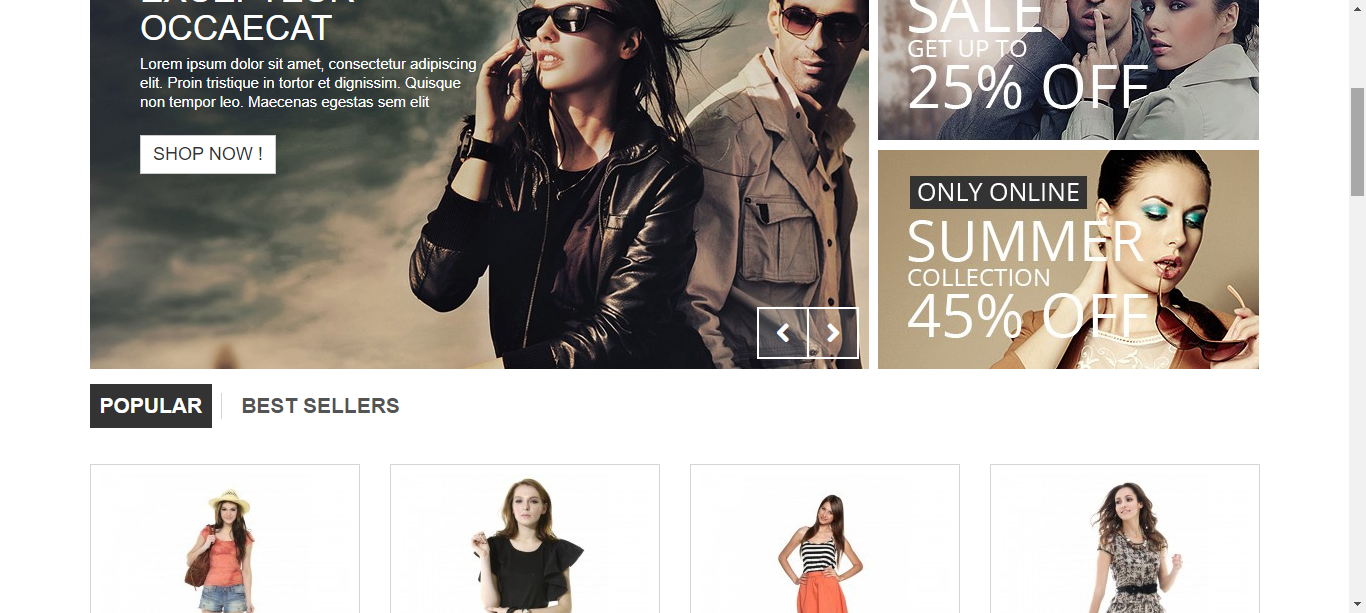 OCCAECAT
Lorem ipsum dolor sit amet, consectetur adipiscing
elit. Proin tristique in tortor et dignissim. Quisque
non tempor leo. Maecenas egestas sem elit
SHOP NOW !
SALE
GET UP TO
25% OFF
ONLY ONLINE
SUMMER
COLLECTION
45% OFF
POPULAR
BEST SELLERS